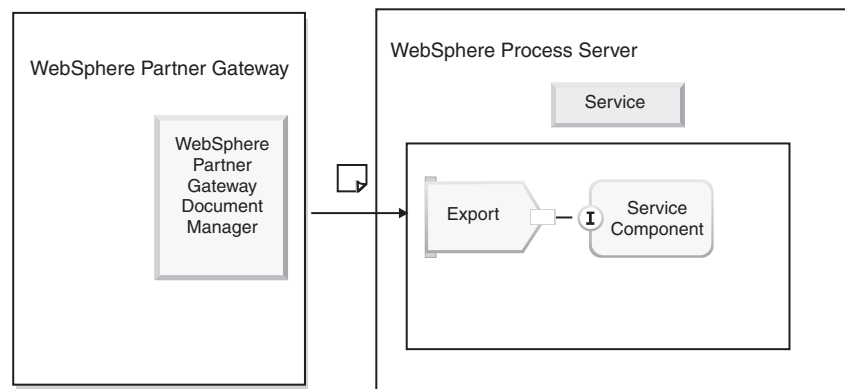 WebSphere Partner Gateway
WebSphere
Partner
Gateway
Document
Manager
WebSphere Process Server
Service
Export
I
Service
Component